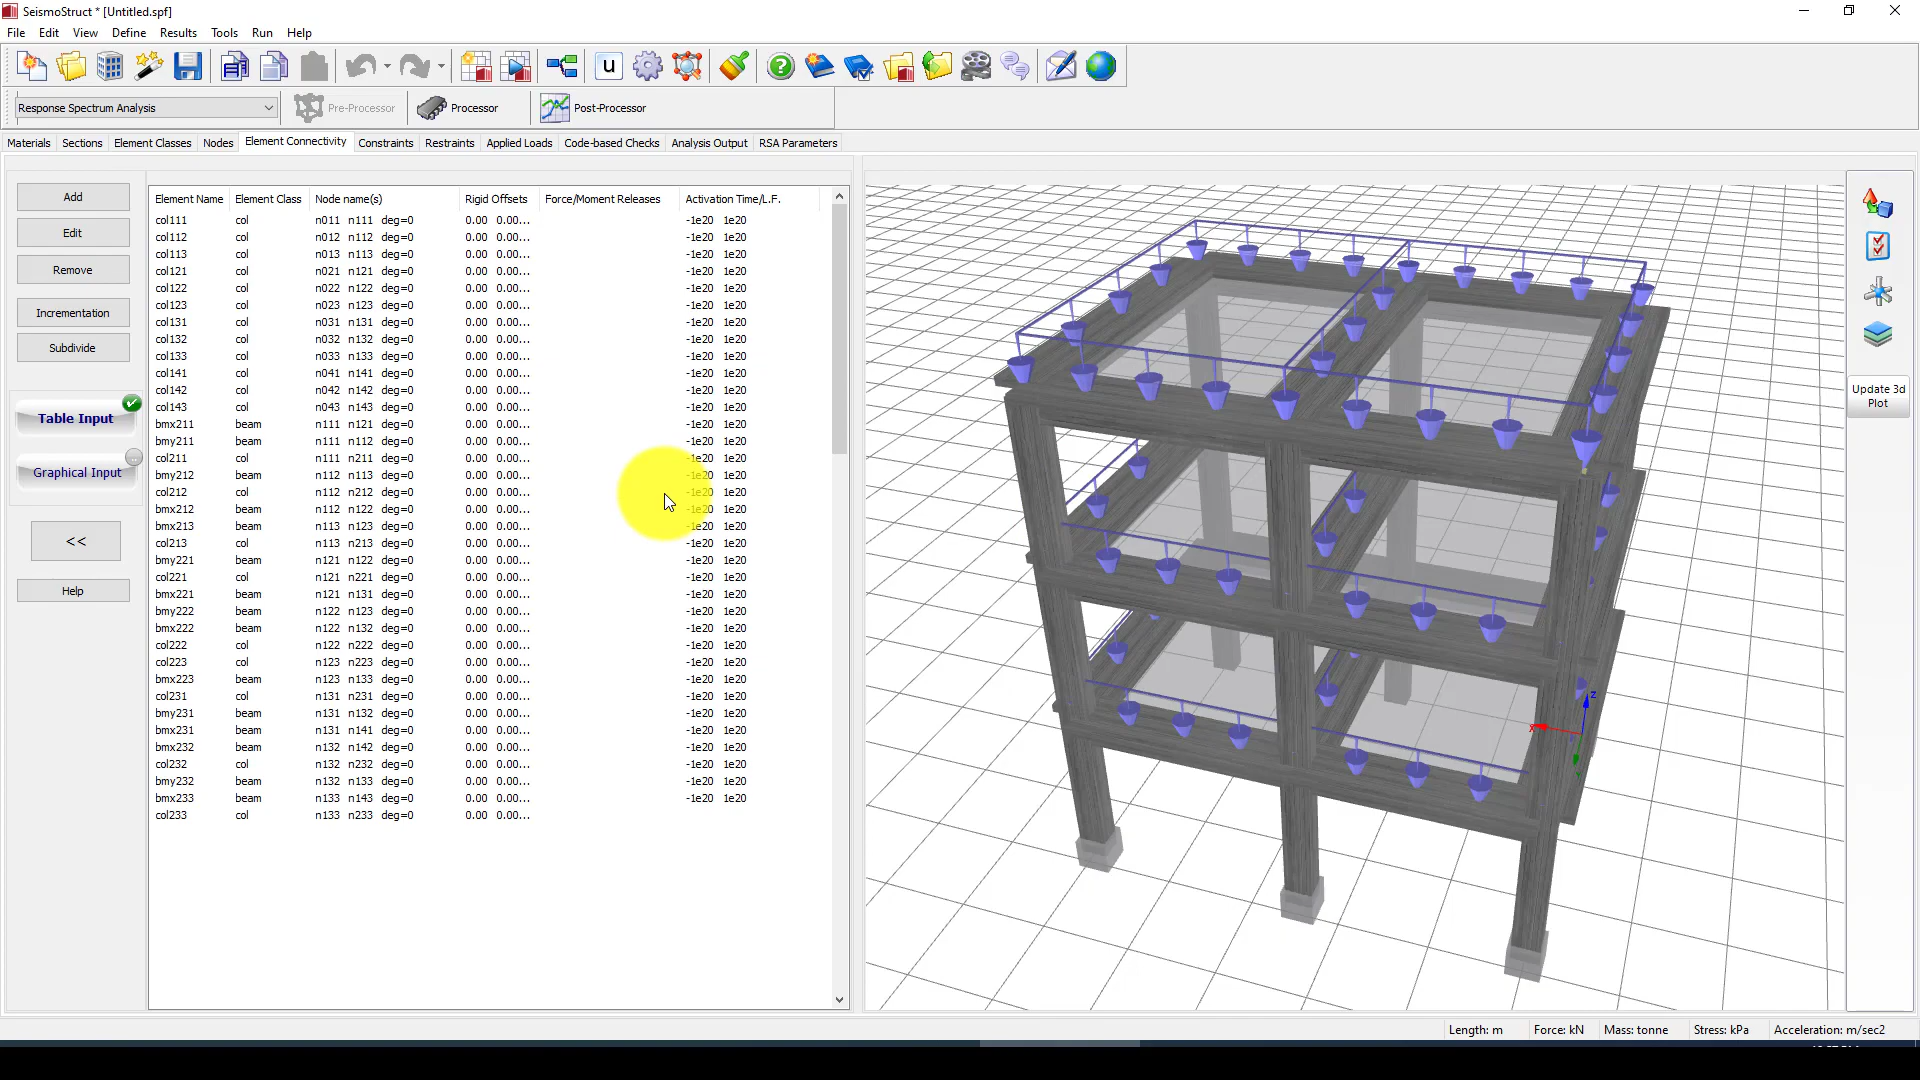 SeismoStruct * [Untitled.spf]
File Edit View Define Results Tools Run Help
u
Response Spectrum Analysis Pre-Processor Processor Post-Processor
Materials Sections Element Classes Nodes Element Connectivity Constraints Restraints Applied Loads Code-based Checks Analysis Output RSA Parameters
Add
Edit
Remove
Incrementation
Subdivide
Table Input
Graphical Input
<<
Help
Element Name Element Class Node name(s) Rigid Offsets Force/Moment Releases Activation Time/L.F.
col111 col n011 n111 deg=0 0.00 0.00... -1e20 1e20
col112 col n012 n112 deg=0 0.00 0.00... -1e20 1e20
col113 col n013 n113 deg=0 0.00 0.00... -1e20 1e20
col121 col n021 n121 deg=0 0.00 0.00... -1e20 1e20
col122 col n022 n122 deg=0 0.00 0.00... -1e20 1e20
col123 col n023 n123 deg=0 0.00 0.00... -1e20 1e20
col131 col n031 n131 deg=0 0.00 0.00... -1e20 1e20
col132 col n032 n132 deg=0 0.00 0.00... -1e20 1e20
col133 col n033 n133 deg=0 0.00 0.00... -1e20 1e20
col141 col n041 n141 deg=0 0.00 0.00... -1e20 1e20
col142 col n042 n142 deg=0 0.00 0.00... -1e20 1e20
col143 col n043 n143 deg=0 0.00 0.00... -1e20 1e20
bmx211 beam n111 n121 deg=0 0.00 0.00... -1e20 1e20
bmy211 beam n111 n112 deg=0 0.00 0.00... -1e20 1e20
col211 col n111 n211 deg=0 0.00 0.00... -1e20 1e20
bmy212 beam n112 n113 deg=0 0.00 0.00... -1e20 1e20
col212 col n112 n212 deg=0 0.00 0.00... -1e20 1e20
bmx212 beam n112 n122 deg=0 0.00 0.00... -1e20 1e20
bmx213 beam n113 n123 deg=0 0.00 0.00... -1e20 1e20
col213 col n113 n213 deg=0 0.00 0.00... -1e20 1e20
bmy221 beam n121 n122 deg=0 0.00 0.00... -1e20 1e20
col221 col n121 n221 deg=0 0.00 0.00... -1e20 1e20
bmx221 beam n121 n131 deg=0 0.00 0.00... -1e20 1e20
bmy222 beam n122 n123 deg=0 0.00 0.00... -1e20 1e20
bmx222 beam n122 n132 deg=0 0.00 0.00... -1e20 1e20
col222 col n122 n222 deg=0 0.00 0.00... -1e20 1e20
col223 col n123 n223 deg=0 0.00 0.00... -1e20 1e20
bmx223 beam n123 n133 deg=0 0.00 0.00... -1e20 1e20
col231 col n131 n231 deg=0 0.00 0.00... -1e20 1e20
bmy231 beam n131 n132 deg=0 0.00 0.00... -1e20 1e20
bmx231 beam n131 n141 deg=0 0.00 0.00... -1e20 1e20
bmx232 beam n132 n142 deg=0 0.00 0.00... -1e20 1e20
col232 col n132 n232 deg=0 0.00 0.00... -1e20 1e20
bmy232 beam n132 n133 deg=0 0.00 0.00... -1e20 1e20
bmx233 beam n133 n143 deg=0 0.00 0.00... -1e20 1e20
col233 col n133 n233 deg=0 0.00 0.00...
Z
X
Y
Update 3d
Plot
Length: m Force: kN Mass: tonne Stress: kPa Acceleration: m/sec2